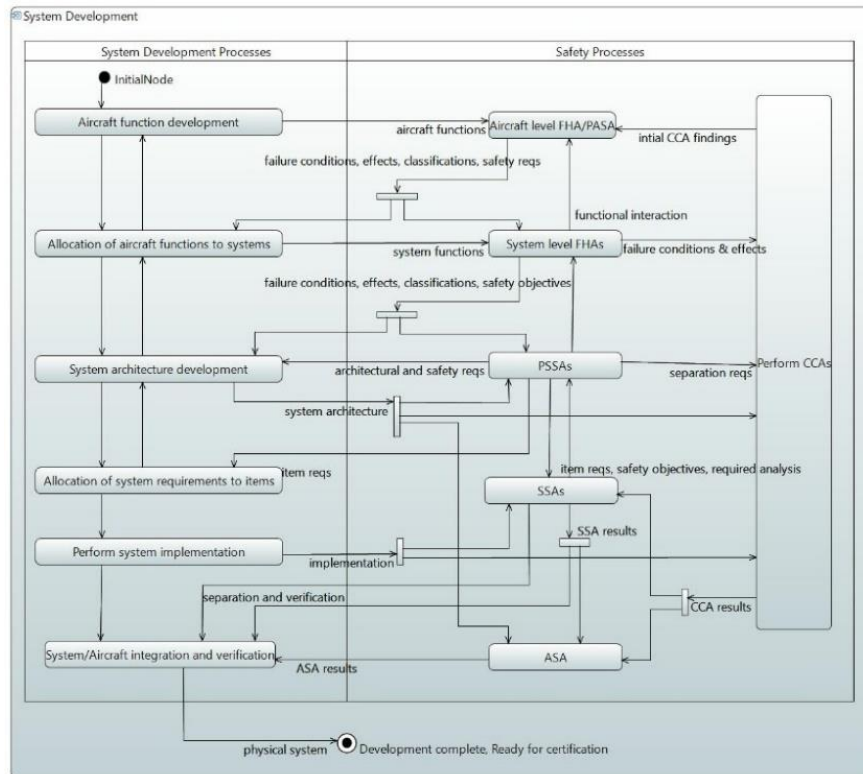 System Development
System Development Processes
Safety Processes
InitialNode
Aircraft function development
aircraft functions
Aircraft level FHA/PASA
intial CCA findings
failure conditions, effects, classifications, safety reqs
functional interaction
Allocation of aircraft functions to systems
system functions
System level FHAs
failure conditions & effects
failure conditions, effects, classifications, safety objectives
System architecture development
architectural and safety reqs
PSSAs
separation reqs
Perform CCAs
system architecture
item reqs
item reqs, safety objectives, required analysis
Allocation of system requirements to items
SSAs
SSA results
Perform system implementation
implementation
separation and verification
CCA results
System/Aircraft integration and verification
ASA results
ASA
physical system
Development complete, Ready for certification